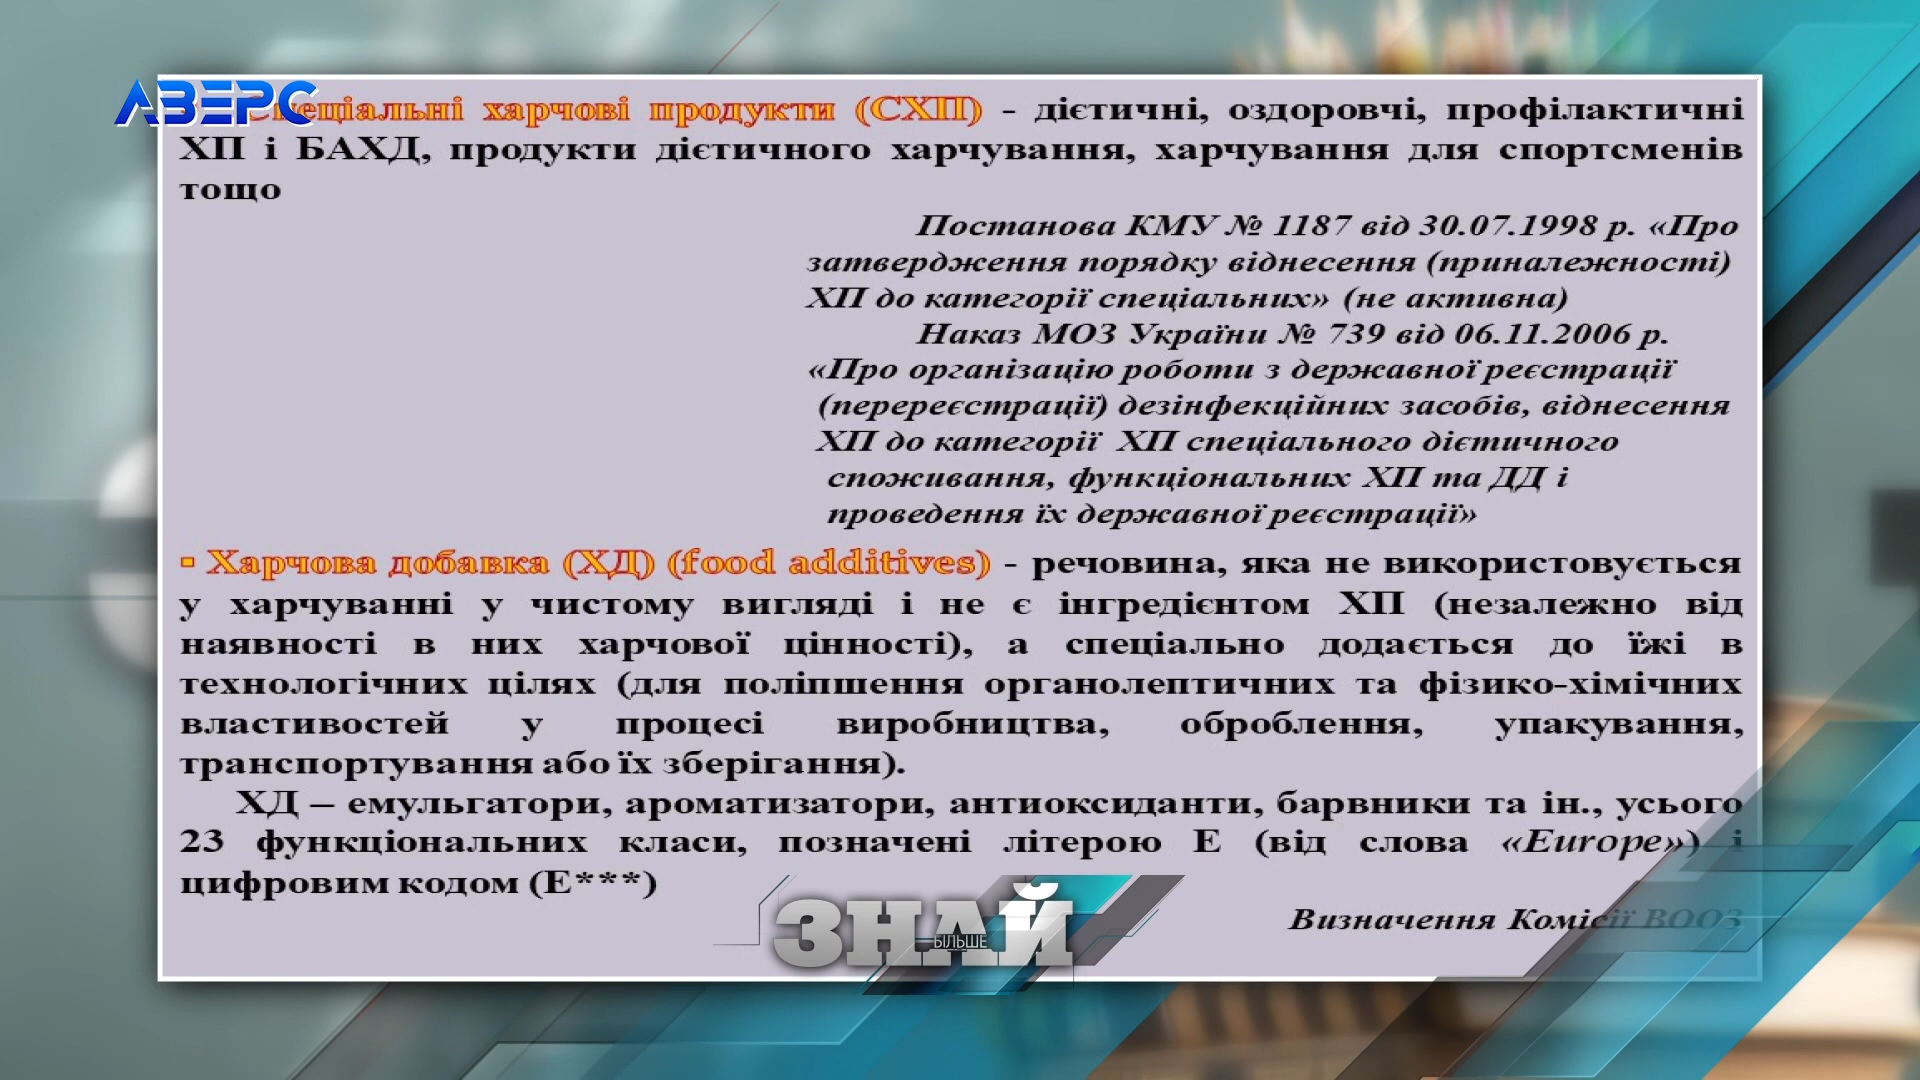 АВЕРС
Спеціальні харчові продукти (СХП) - дієтичні, оздоровчі, профілактичні
ХП і БАХД, продукти дієтичного харчування, харчування для спортсменів
тощо
Постанова КМУ № 1187 від 30.07.1998 р. «Про
затвердження порядку віднесення (приналежності)
ХП до категорії спеціальних» (не активна)
Наказ МОЗ України № 739 від 06.11.2006 р.
«Про організацію роботи з державної реєстрації
(перереєстрації) дезінфекційних засобів, віднесення
ХП до категорії ХП спеціального дієтичного
споживання, функціональних ХП та ДД і
проведення їх державної реєстрації»
▪ Харчова добавка (ХД) (food additives) - речовина, яка не використовується
у харчуванні у чистому вигляді і не є інгредієнтом ХП (незалежно від
наявності в них харчової цінності), а спеціально додається до їжі в
технологічних цілях (для поліпшення органолептичних та фізико-хімічних
властивостей у процесі виробництва, оброблення, упакування,
транспортування або їх зберігання).
ХД – емульгатори, ароматизатори, антиоксиданти, барвники та ін., усього
23 функціональних класи, позначені літерою Е (від слова «Europe») і
цифровим кодом (Е***)
Визначення Комісії ВООЗ
ЗНАЙ
БІЛЬШЕ